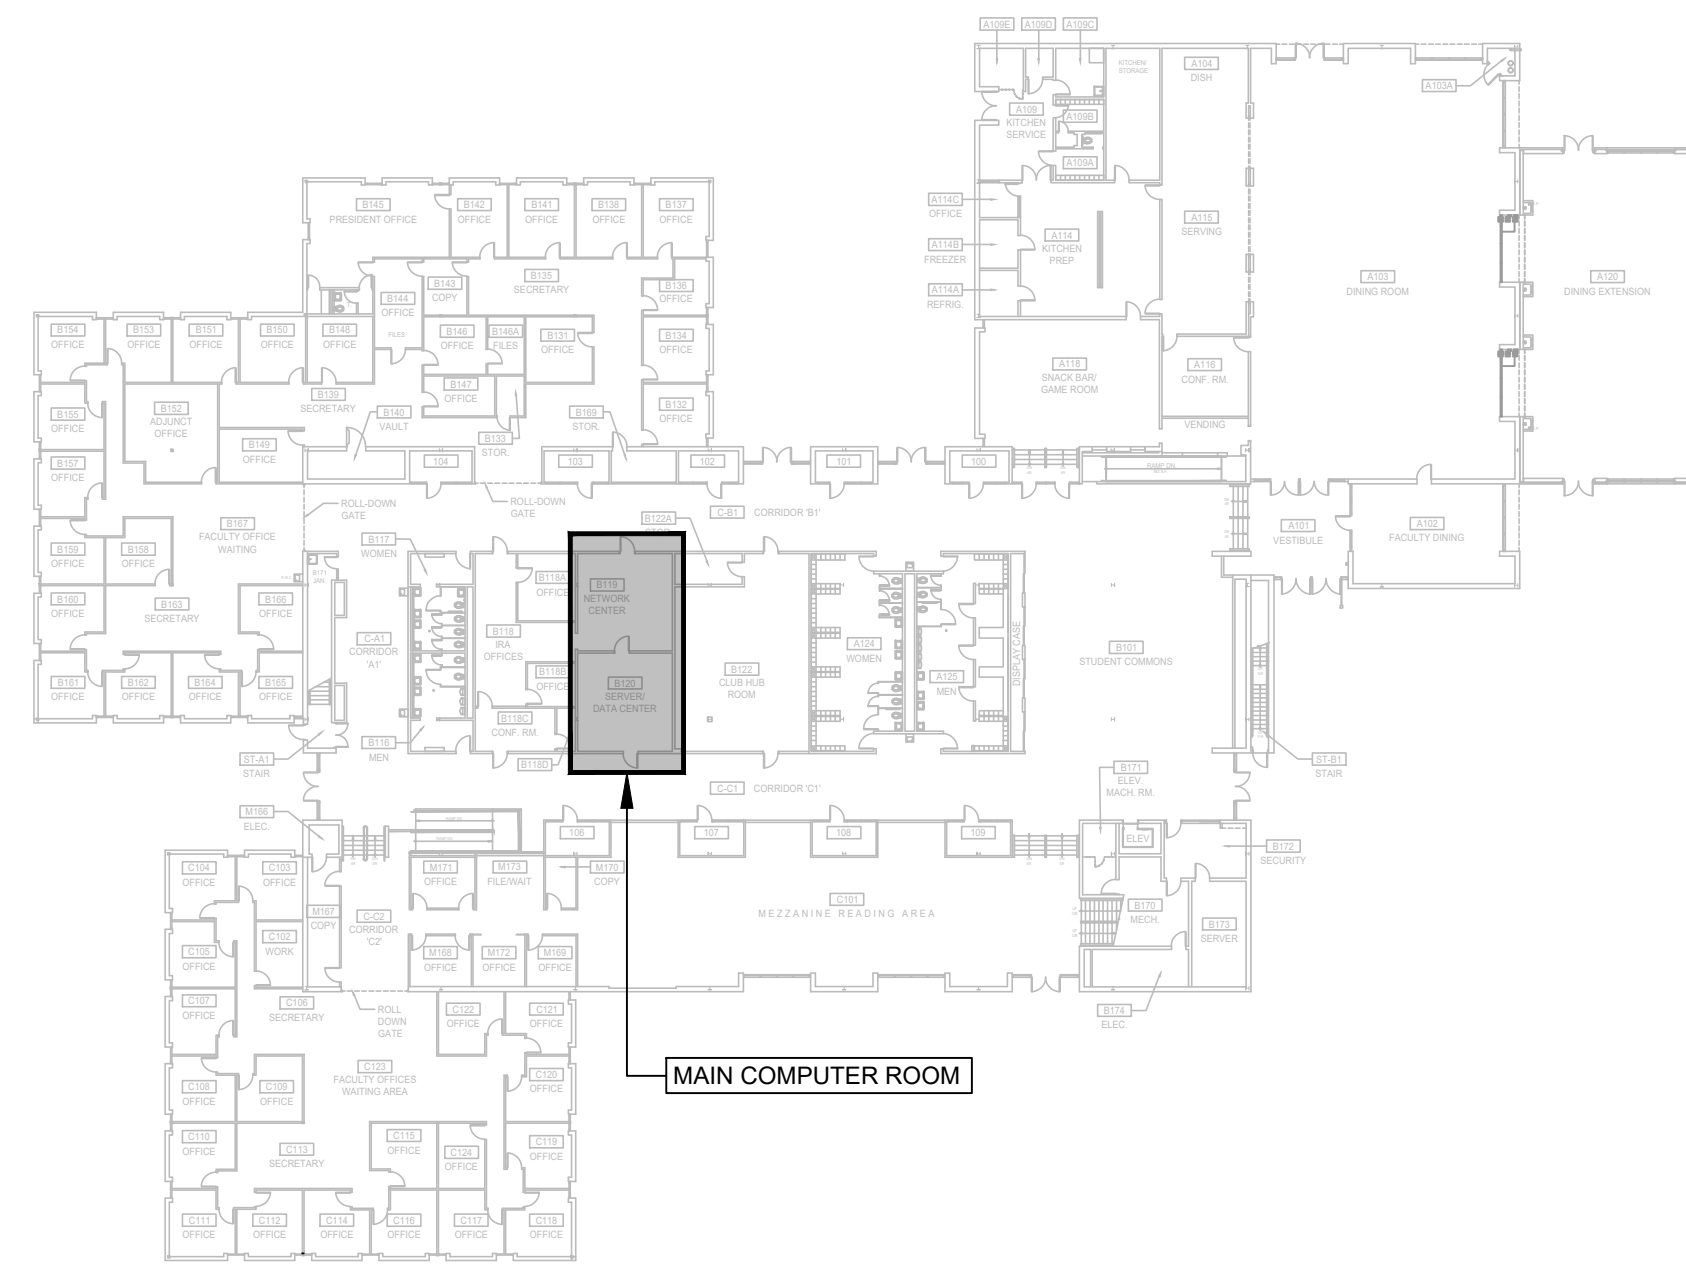 A109E
A109D
A109C
KITCHEN/
STORAGE
A104
DISH
A103A
A109
KITCHEN
SERVICE
A109B
A109A
A114C
OFFICE
A114B
FREEZER
A114A
REFRIG.
A114
KITCHEN
PREP
A115
SERVING
A103
DINING ROOM
A120
DINING EXTENSION
A118
SNACK BAR/
GAME ROOM
A116
CONF. RM.
VENDING
RAMP DN
B145
PRESIDENT OFFICE
B142
OFFICE
B141
OFFICE
B138
OFFICE
B137
OFFICE
B135
SECRETARY
B143
COPY
B144
OFFICE
FILES
B136
OFFICE
B154
OFFICE
B153
OFFICE
B151
OFFICE
B150
OFFICE
B148
OFFICE
B146
OFFICE
B146A
FILES
B131
OFFICE
B134
OFFICE
B147
OFFICE
B139
SECRETARY
B140
VAULT
B133
STOR.
B169
STOR.
B132
OFFICE
B155
OFFICE
B152
ADJUNCT
OFFICE
B149
OFFICE
B157
OFFICE
104
103
102
101
100
ROLL-DOWN
GATE
ROLL-DOWN
GATE
C-B1
CORRIDOR 'B1'
B122A
B167
FACULTY OFFICE
WAITING
B159
OFFICE
B158
OFFICE
B117
WOMEN
B171
JAN.
A101
VESTIBULE
A102
FACULTY DINING
B160
OFFICE
B163
SECRETARY
B166
OFFICE
B118A
OFFICE
B119
NETWORK
CENTER
C-A1
CORRIDOR
'A1'
B118
IRA
OFFICES
B118B
OFFICE
B120
SERVER/
DATA CENTER
B122
CLUB HUB
ROOM
A124
WOMEN
A125
MEN
DISPLAY CASE
B101
STUDENT COMMONS
B161
OFFICE
B162
OFFICE
B164
OFFICE
B165
OFFICE
B118C
CONF. RM.
B116
MEN
B118D
ST-A1
STAIR
ST-B1
STAIR
C-C1
CORRIDOR 'C1'
B171
ELEV.
MACH. RM.
M166
ELEC.
106
107
108
109
ELEV
B172
SECURITY
C104
OFFICE
C103
OFFICE
M171
OFFICE
M173
FILE/WAIT
M170
COPY
M167
COPY
C-C2
CORRIDOR
'C2'
C101
MEZZANINE READING AREA
B170
MECH.
B173
SERVER
C105
OFFICE
C102
WORK
M168
OFFICE
M172
OFFICE
M169
OFFICE
C107
OFFICE
C106
SECRETARY
ROLL
DOWN
GATE
C122
OFFICE
C121
OFFICE
B174
ELEC.
C108
OFFICE
C109
OFFICE
C123
FACULTY OFFICES
WAITING AREA
C120
OFFICE
MAIN COMPUTER ROOM
C110
OFFICE
C113
SECRETARY
C115
OFFICE
C124
OFFICE
C119
OFFICE
C111
OFFICE
C112
OFFICE
C114
OFFICE
C116
OFFICE
C117
OFFICE
C118
OFFICE